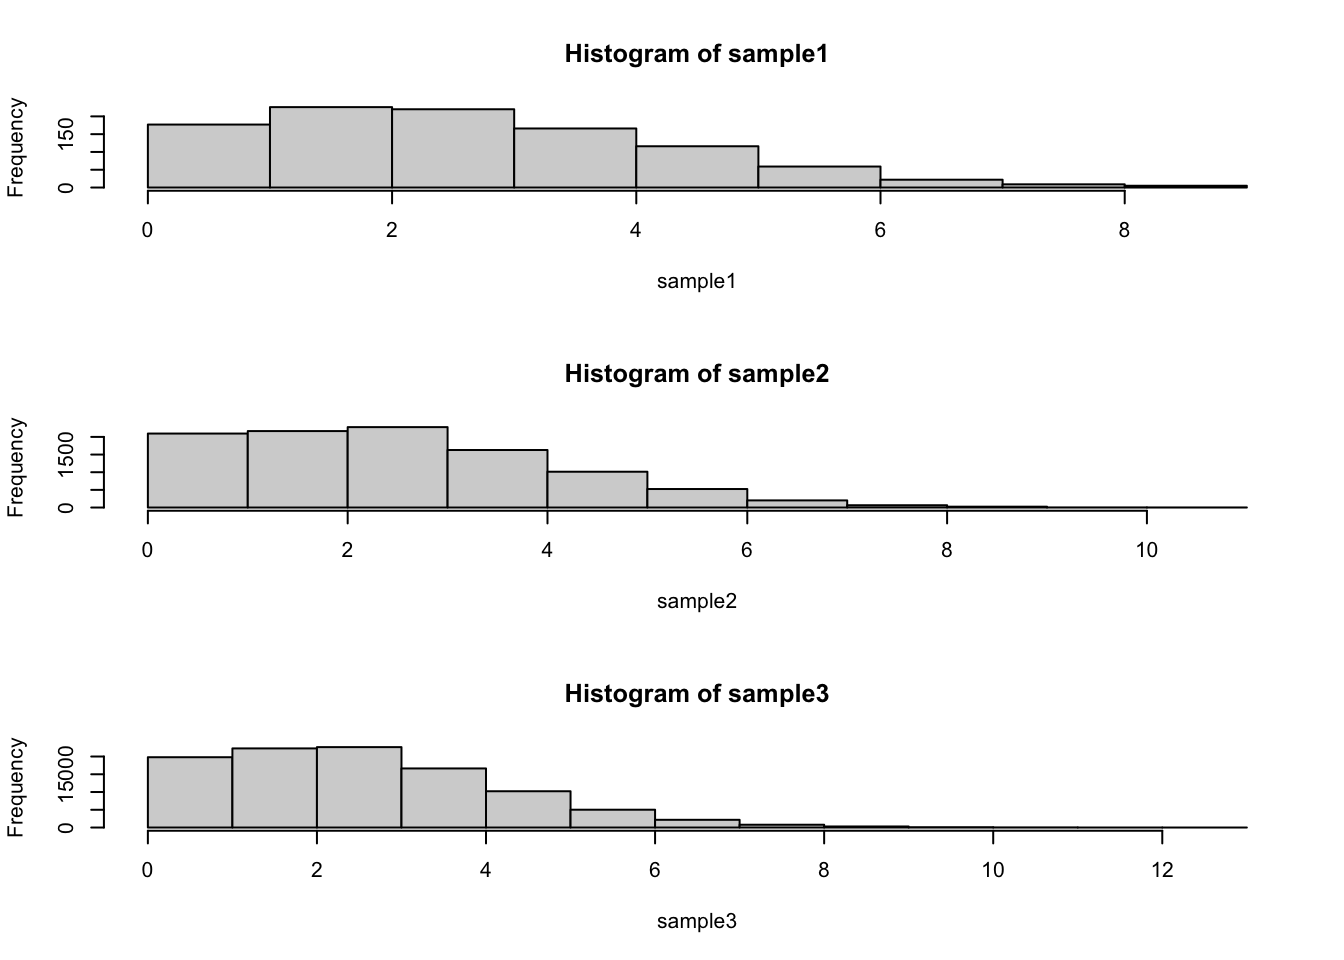 Histogram of sample1
Frequency
0 150
0 2 4 6 8
sample1
Histogram of sample2
Frequency
0 1500
0 2 4 6 8 10
sample2
Histogram of sample3
Frequency
0 15000
0 2 4 6 8 10 12
sample3